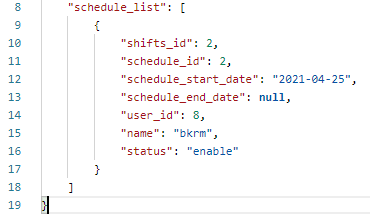 8 "schedule_list": [
9 {
10 "shifts_id": 2,
11 "schedule_id": 2,
12 "schedule_start_date": "2021-04-25",
13 "schedule_end_date": null,
14 "user_id": 8,
15 "name": "bkrm",
16 "status": "enable"
17 }
18 ]
19 }